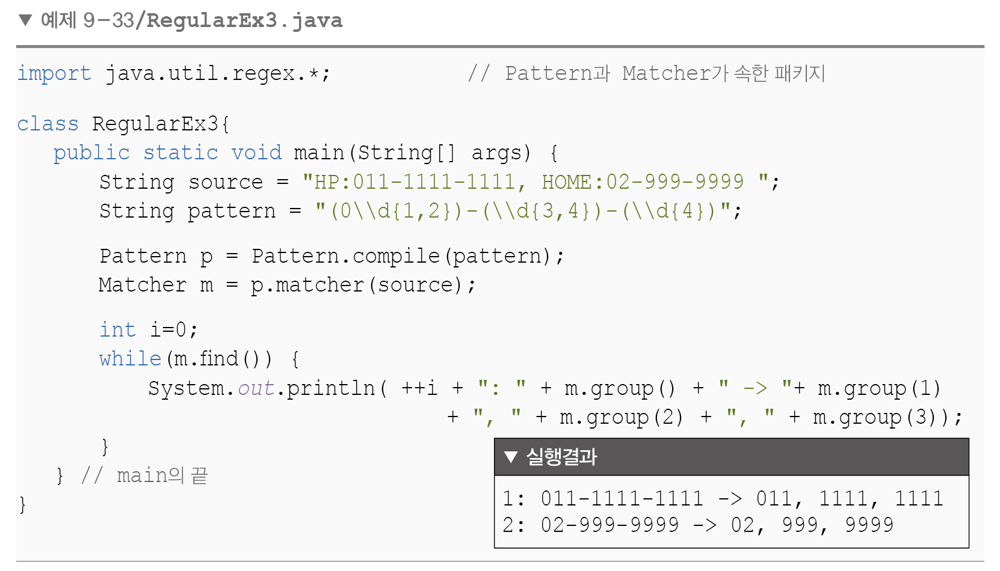 ▼ 예제 9-33/RegularEx3.java
import java.util.regex.*; // Pattern과 Matcher가 속한 패키지
class RegularEx3{
public static void main(String[] args) {
String source = "HP:011-1111-1111, HOME:02-999-9999 ";
String pattern = "(0\\d{1,2})-(\\d{3,4})-(\\d{4})";
Pattern p = Pattern.compile(pattern);
Matcher m = p.matcher(source);
int i=0;
while(m.find()) {
System.out.println( ++i + ": " + m.group() + " -> "+ m.group(1)
+ ", " + m.group(2) + ", " + m.group(3));
}
} // main의 끝
}
▼ 실행결과
1: 011-1111-1111 -> 011, 1111, 1111
2: 02-999-9999 -> 02, 999, 9999